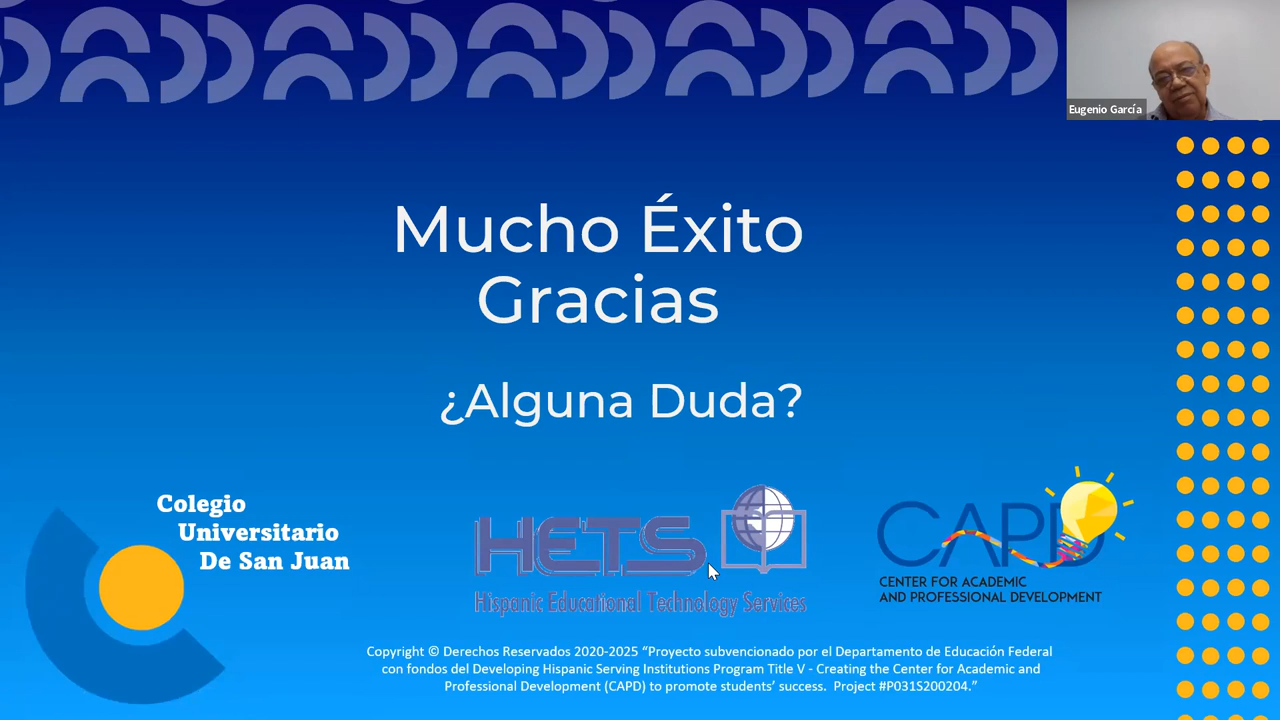 Eugenio García
Mucho Éxito
Gracias
¿Alguna Duda?
Colegio
Universitario
De San Juan
HETS
Hispanic Educational Technology Services
CAPD
CENTER FOR ACADEMIC
AND PROFESSIONAL DEVELOPMENT
Copyright © Derechos Reservados 2020-2025 “Proyecto subvencionado por el Departamento de Educación Federal
con fondos del Developing Hispanic Serving Institutions Program Title V - Creating the Center for Academic and
Professional Development (CAPD) to promote students’ success. Project #P031S200204.”